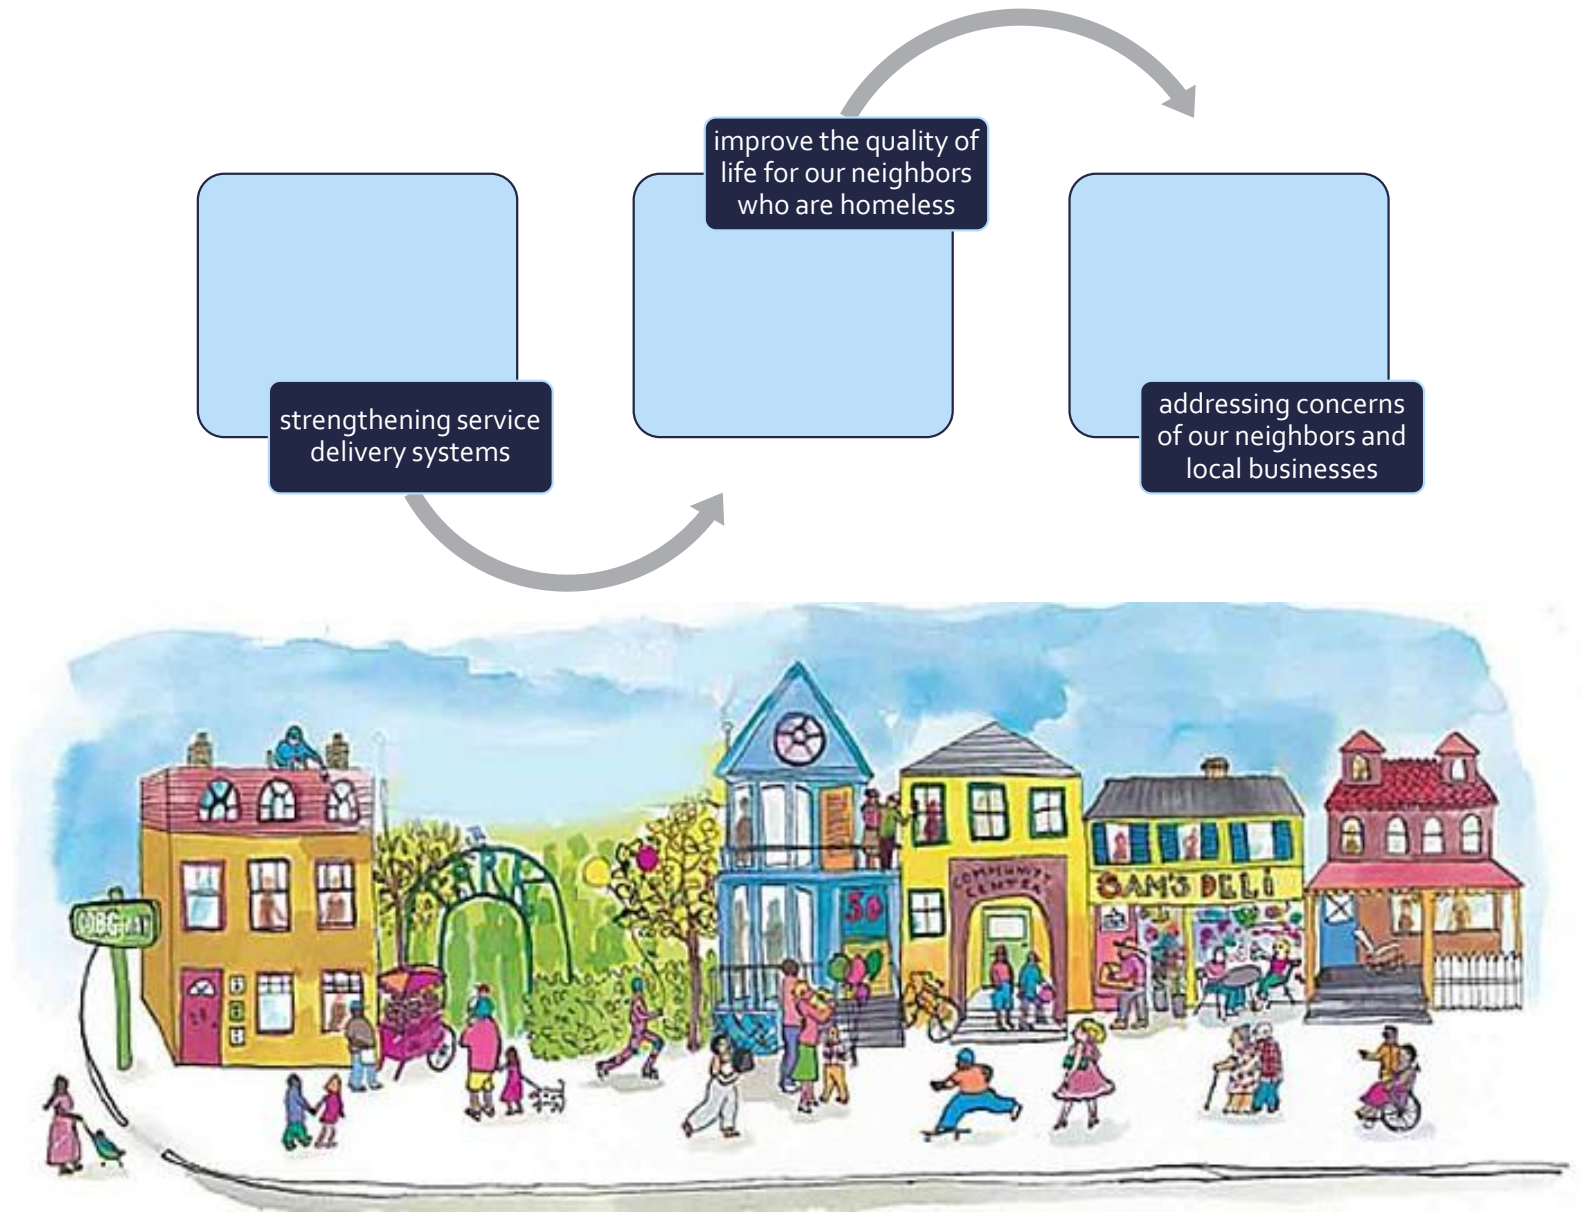 strengthening service
delivery systems
improve the quality of
life for our neighbors
who are homeless
addressing concerns
of our neighbors and
local businesses
PARK
50
COMMUNITY
CENTER
SAM'S DELI